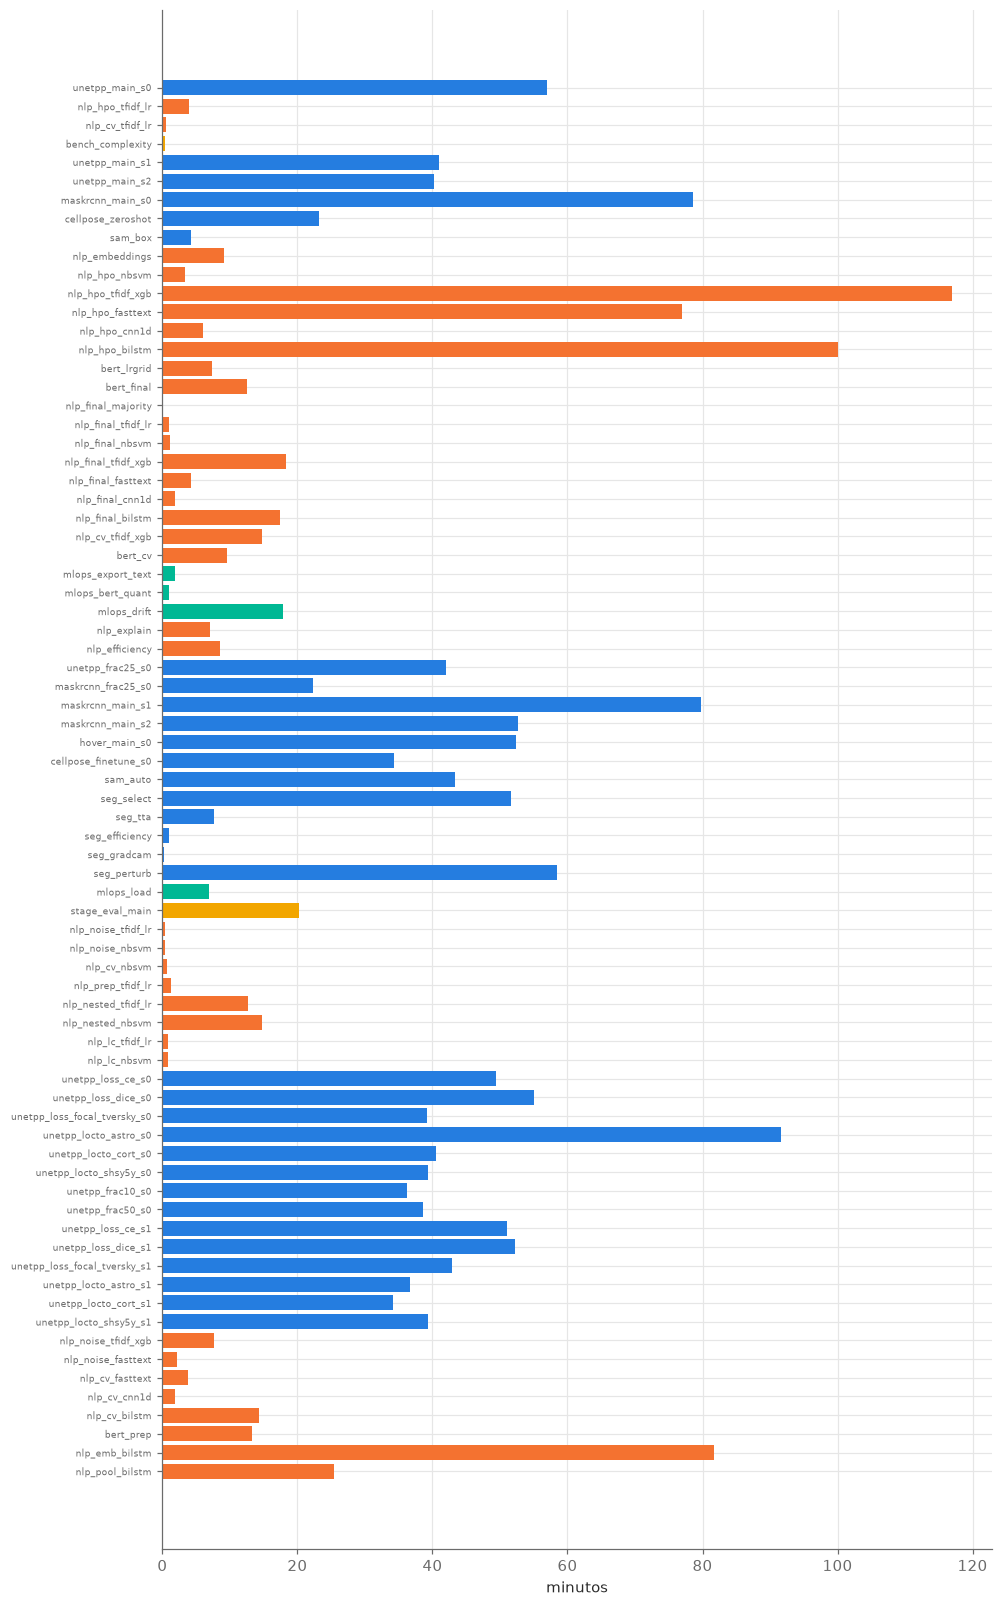 unetpp_main_s0
nlp_hpo_tfidf_lr
nlp_cv_tfidf_lr
bench_complexity
unetpp_main_s1
unetpp_main_s2
maskrcnn_main_s0
cellpose_zeroshot
sam_box
nlp_embeddings
nlp_hpo_nbsvm
nlp_hpo_tfidf_xgb
nlp_hpo_fasttext
nlp_hpo_cnn1d
nlp_hpo_bilstm
bert_lrgrid
bert_final
nlp_final_majority
nlp_final_tfidf_lr
nlp_final_nbsvm
nlp_final_tfidf_xgb
nlp_final_fasttext
nlp_final_cnn1d
nlp_final_bilstm
nlp_cv_tfidf_xgb
bert_cv
mlops_export_text
mlops_bert_quant
mlops_drift
nlp_explain
nlp_efficiency
unetpp_frac25_s0
maskrcnn_frac25_s0
maskrcnn_main_s1
maskrcnn_main_s2
hover_main_s0
cellpose_finetune_s0
sam_auto
seg_select
seg_tta
seg_efficiency
seg_gradcam
seg_perturb
mlops_load
stage_eval_main
nlp_noise_tfidf_lr
nlp_noise_nbsvm
nlp_cv_nbsvm
nlp_prep_tfidf_lr
nlp_nested_tfidf_lr
nlp_nested_nbsvm
nlp_lc_tfidf_lr
nlp_lc_nbsvm
unetpp_loss_ce_s0
unetpp_loss_dice_s0
unetpp_loss_focal_tversky_s0
unetpp_locto_astro_s0
unetpp_locto_cort_s0
unetpp_locto_shsy5y_s0
unetpp_frac10_s0
unetpp_frac50_s0
unetpp_loss_ce_s1
unetpp_loss_dice_s1
unetpp_loss_focal_tversky_s1
unetpp_locto_astro_s1
unetpp_locto_cort_s1
unetpp_locto_shsy5y_s1
nlp_noise_tfidf_xgb
nlp_noise_fasttext
nlp_cv_fasttext
nlp_cv_cnn1d
nlp_cv_bilstm
bert_prep
nlp_emb_bilstm
nlp_pool_bilstm
0 20 40 60 80 100 120
minutos